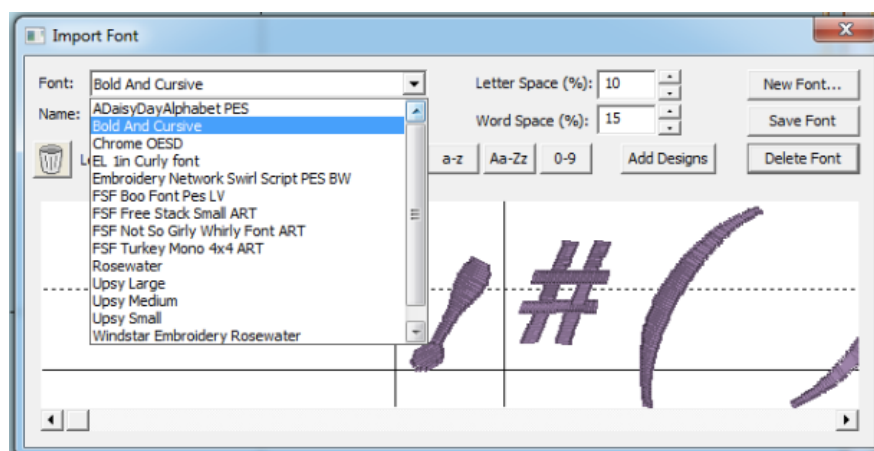 Import Font
Font: Bold And Cursive Letter Space (%): 10 New Font...
Name: Word Space (%): 15 Save Font
a-z Aa-Zz 0-9 Add Designs Delete Font
ADaisyDayAlphabet PES
Bold And Cursive
Chrome OESD
EL 1in Curly font
Embroidery Network Swirl Script PES BW
FSF Boo Font Pes LV
FSF Free Stack Small ART
FSF Not So Girly Whirly Font ART
FSF Turkey Mono 4x4 ART
Rosewater
Upsy Large
Upsy Medium
Upsy Small
Windstar Embroidery Rosewater
! # ( )